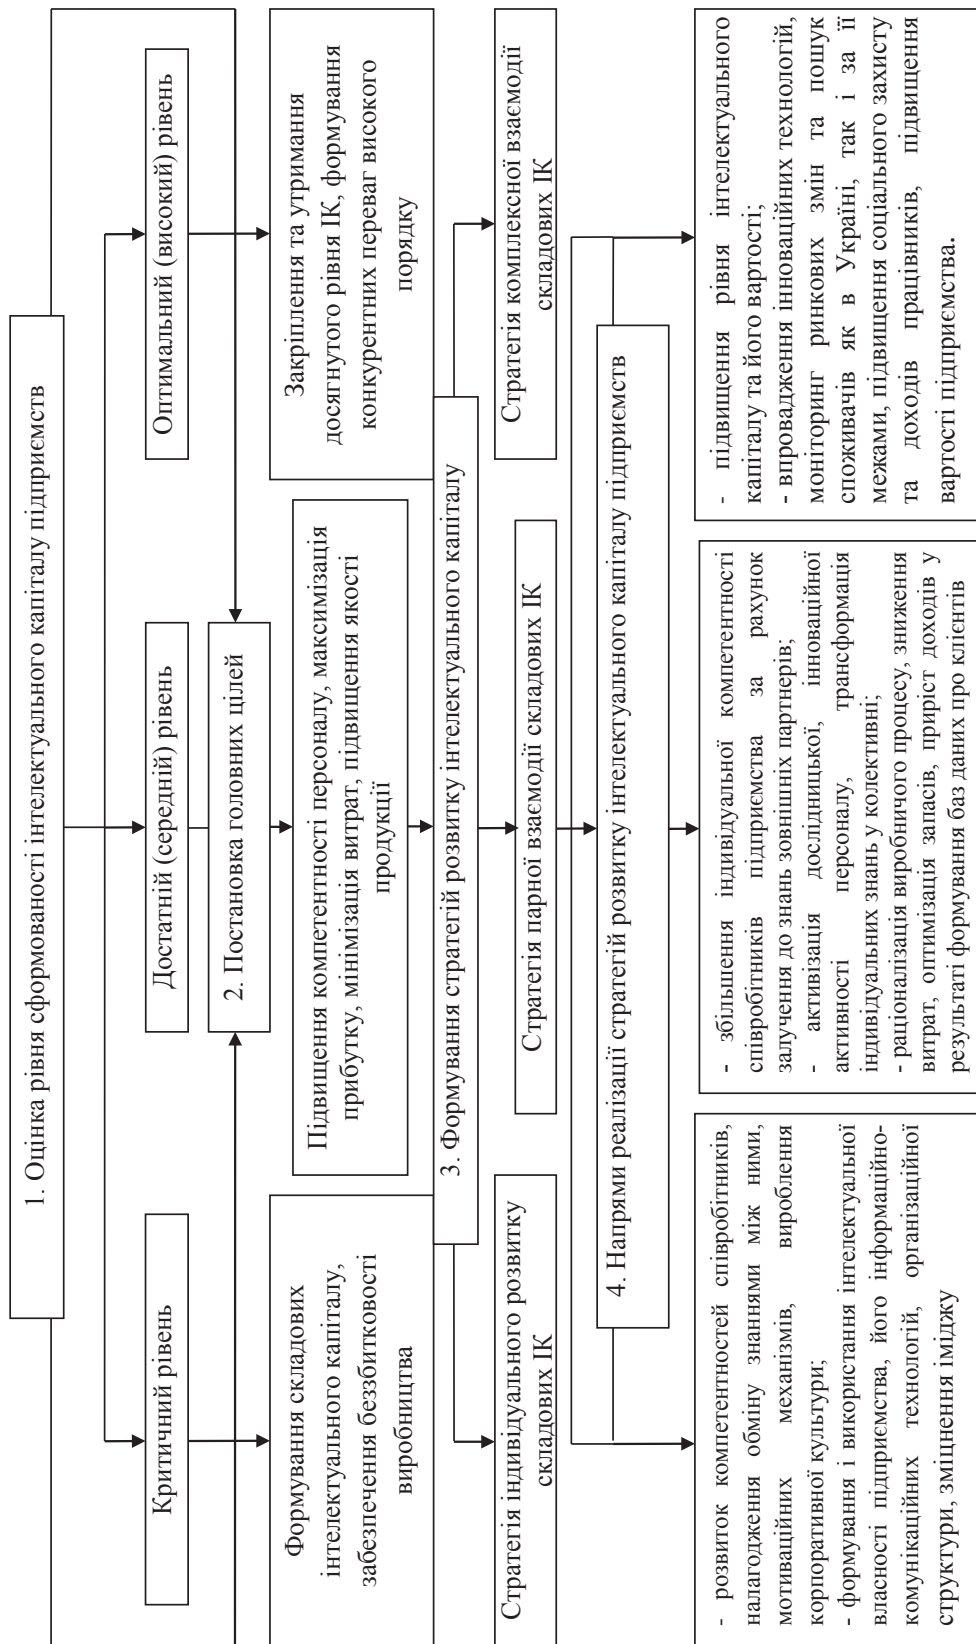 1. Оцінка рівня сформованості інтелектуального капіталу підприємств
Критичний рівень
Достатній (середній) рівень
Оптимальний (високий) рівень
2. Постановка головних цілей
Формування складових
інтелектуального капіталу,
забезпечення беззбитковості
виробництва
Підвищення компетентності персоналу, максимізація
прибутку, мінімізація витрат, підвищення якості
продукції
Закріплення та утримання
досягнутого рівня ІК, формування
конкурентних переваг високого
порядку
3. Формування стратегій розвитку інтелектуального капіталу
Стратегія індивідуального розвитку
складових ІК
Стратегія парної взаємодії складових ІК
Стратегія комплексної взаємодії
складових ІК
4. Напрями реалізації стратегій розвитку інтелектуального капіталу підприємств
- розвиток компетентностей співробітників,
налагодження обміну знаннями між ними,
мотиваційних механізмів, вироблення
корпоративної культури;
- формування і використання інтелектуальної
власності підприємства, його інформаційно-
комунікаційних технологій, організаційної
структури, зміцнення іміджу
- збільшення індивідуальної компетентності
співробітників підприємства за рахунок
залучення до знань зовнішніх партнерів;
- активізація дослідницької, інноваційної
активності персоналу, трансформація
індивідуальних знань у колективні;
- раціоналізація виробничого процесу, зниження
витрат, оптимізація запасів, приріст доходів у
результаті формування баз даних про клієнтів
- підвищення рівня інтелектуального
капіталу та його вартості;
- впровадження інноваційних технологій,
моніторинг ринкових змін та пошук
споживачів як в Україні, так і за її
межами, підвищення соціального захисту
та доходів працівників, підвищення
вартості підприємства.